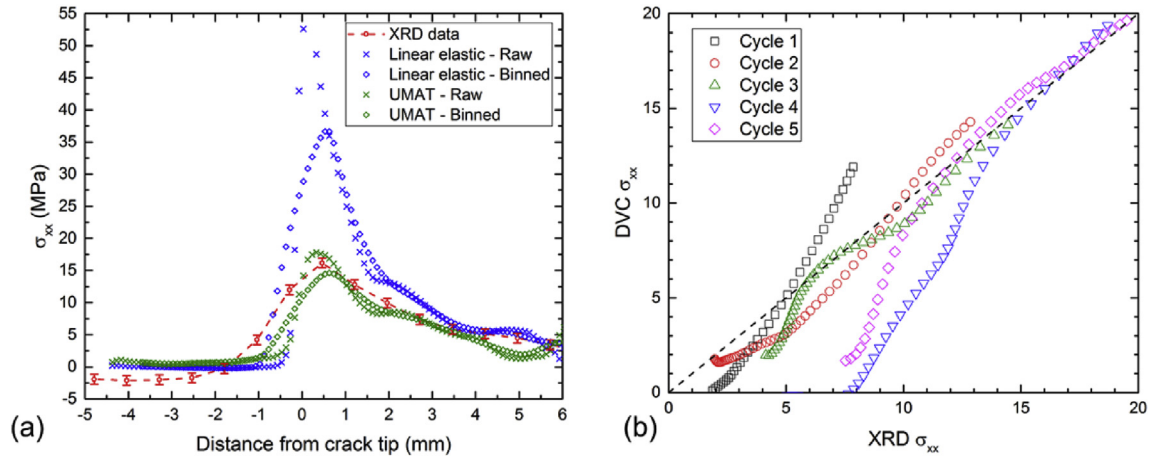 55
50
45
40
35
30
25
20
15
10
5
0
-5
σxx (MPa)
XRD data
Linear elastic - Raw
Linear elastic - Binned
UMAT - Raw
UMAT - Binned
-5 -4 -3 -2 -1 0 1 2 3 4 5 6
Distance from crack tip (mm)
(a)
20
15
10
5
0
DVC σxx
Cycle 1
Cycle 2
Cycle 3
Cycle 4
Cycle 5
0 5 10 15 20
XRD σxx
(b)